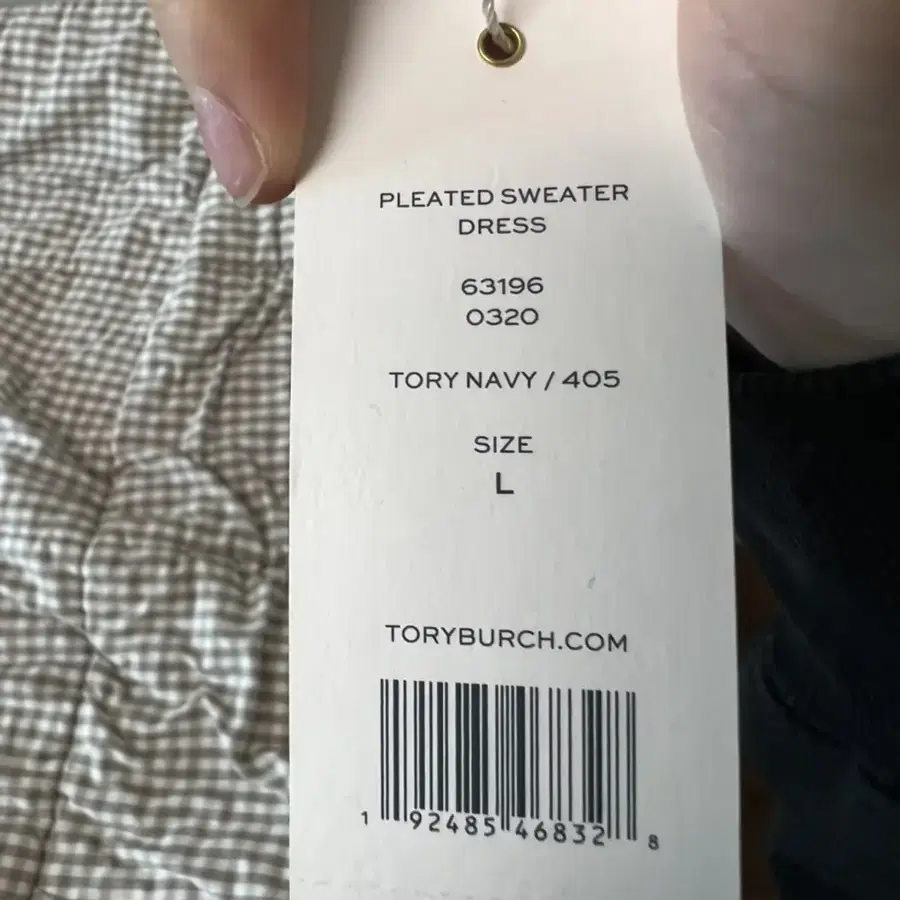 PLEATED SWEATER
DRESS
63196
0320
TORY NAVY / 405
SIZE
L
TORYBURCH.COM
1 92485 46832 8